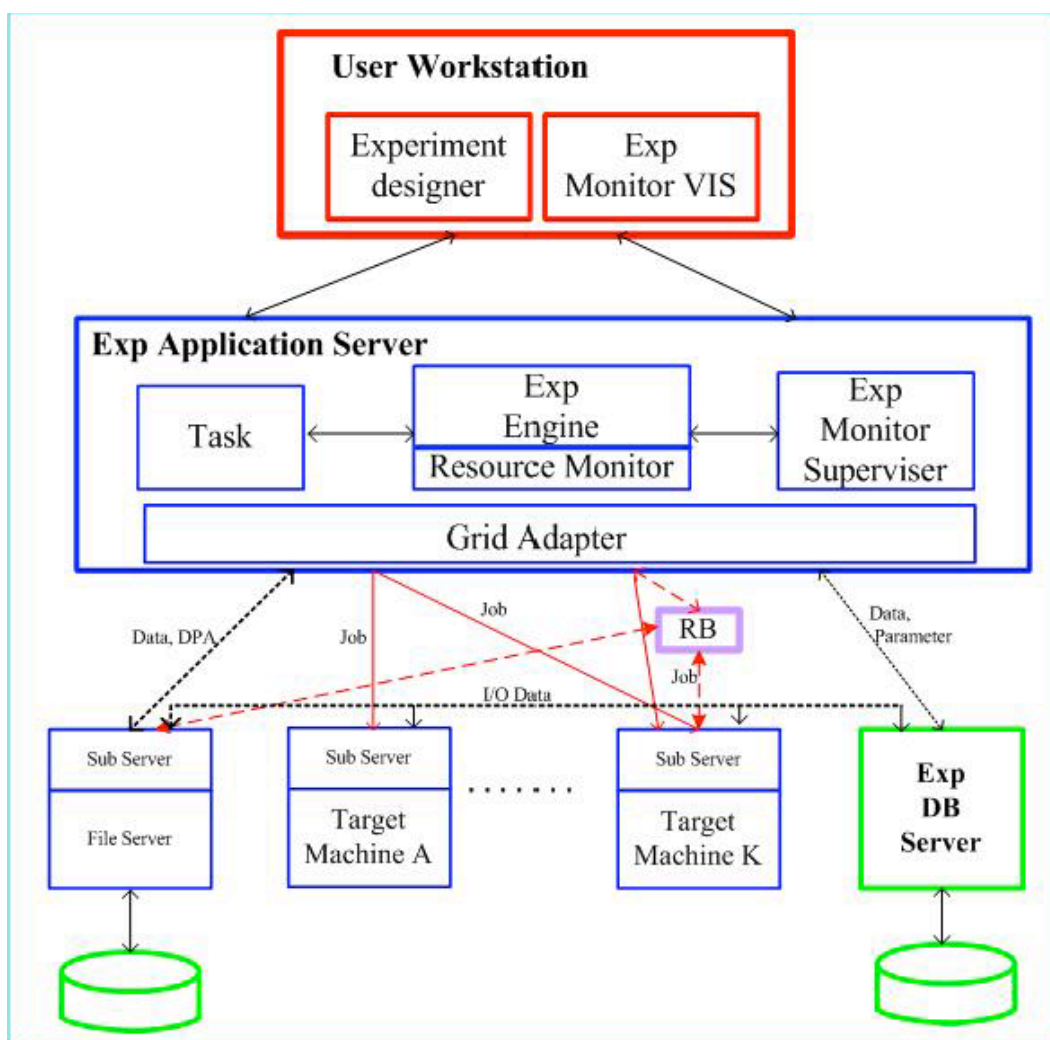 User Workstation
Experiment
designer
Exp
Monitor VIS
Exp Application Server
Task
Exp
Engine
Resource Monitor
Exp
Monitor
Superviser
Grid Adapter
Data, DPA
Job
Job
RB
Job
Data,
Parameter
I/O Data
Sub Server
File Server
Sub Server
Target
Machine A
.......
Sub Server
Target
Machine K
Exp
DB
Server